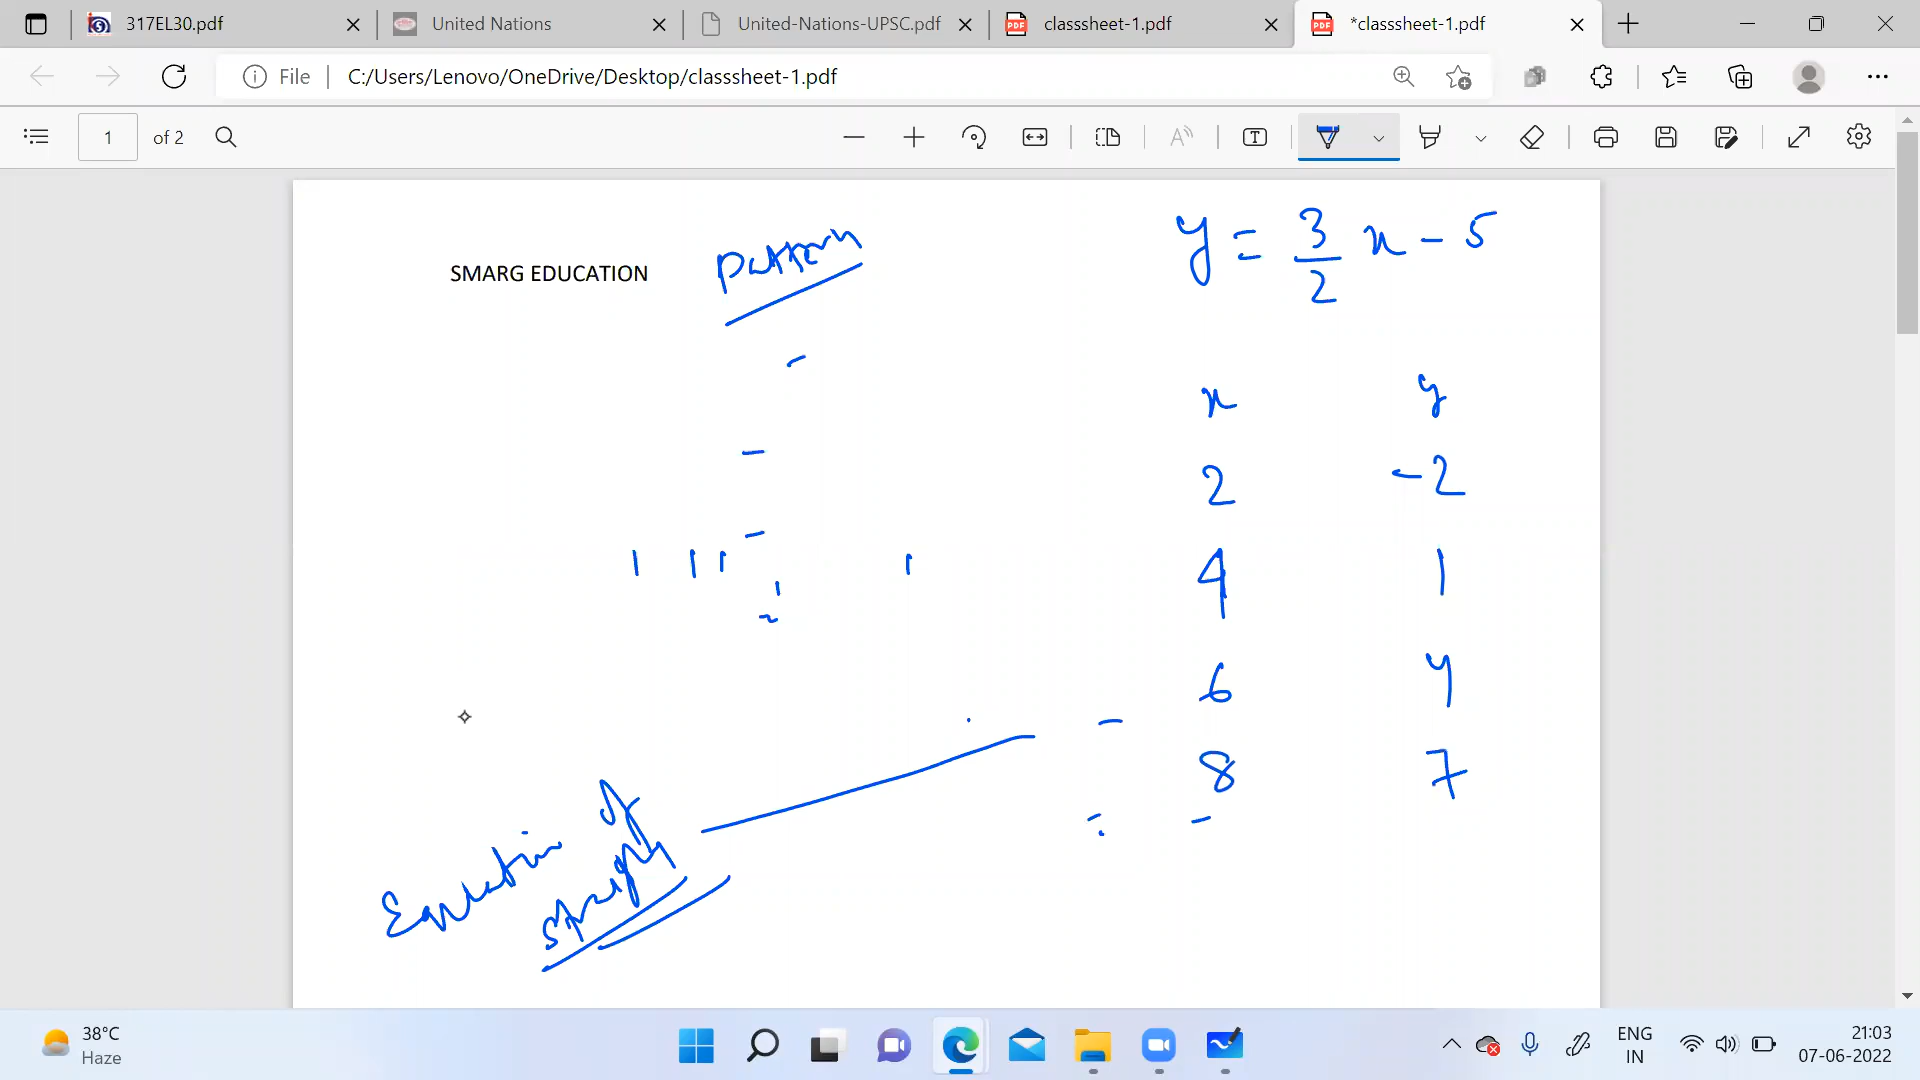 317EL30.pdf
United Nations
United-Nations-UPSC.pdf
classsheet-1.pdf
*classsheet-1.pdf
File
C:/Users/Lenovo/OneDrive/Desktop/classsheet-1.pdf
1 of 2
SMARG EDUCATION
Pattern
y = 3/2 x - 5
x y
2 -2
4 1
6 4
8 7
Equation of
straight
38°C
Haze
ENG
IN
21:03
07-06-2022